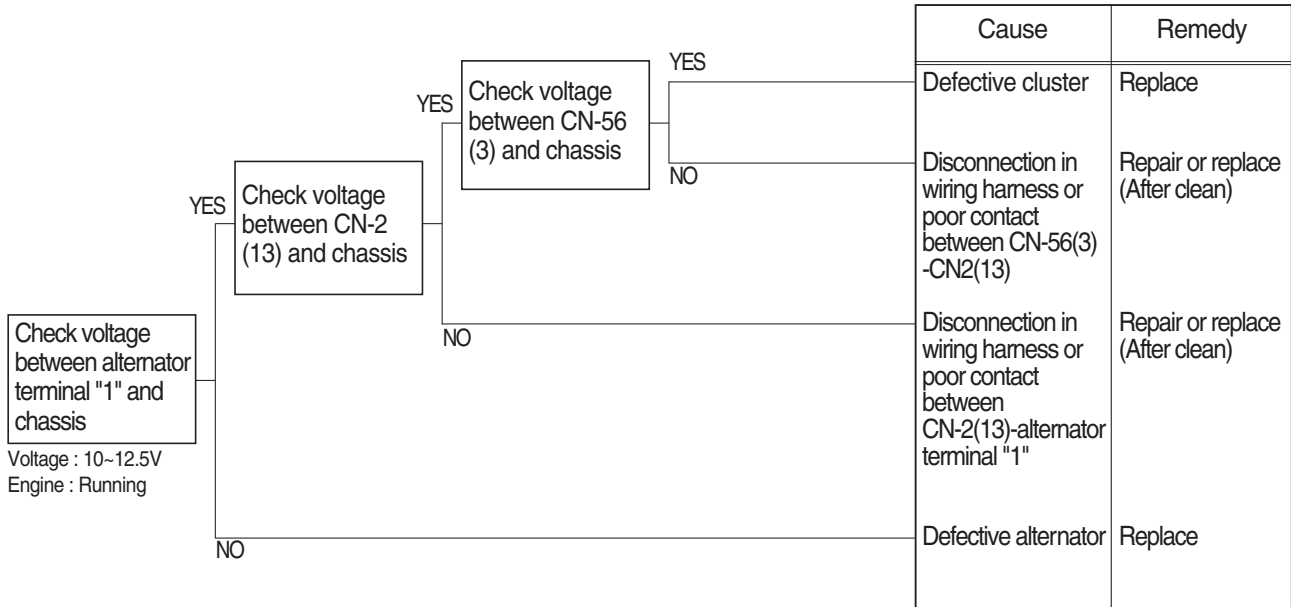 Cause
Remedy
YES
Defective cluster
Replace
YES
Check voltage
between CN-56
(3) and chassis
NO
Disconnection in
wiring harness or
poor contact
between CN-56(3)
-CN2(13)
Repair or replace
(After clean)
YES
Check voltage
between CN-2
(13) and chassis
NO
Disconnection in
wiring harness or
poor contact
between
CN-2(13)-alternator
terminal "1"
Repair or replace
(After clean)
Check voltage
between alternator
terminal "1" and
chassis
Voltage : 10~12.5V
Engine : Running
NO
Defective alternator
Replace